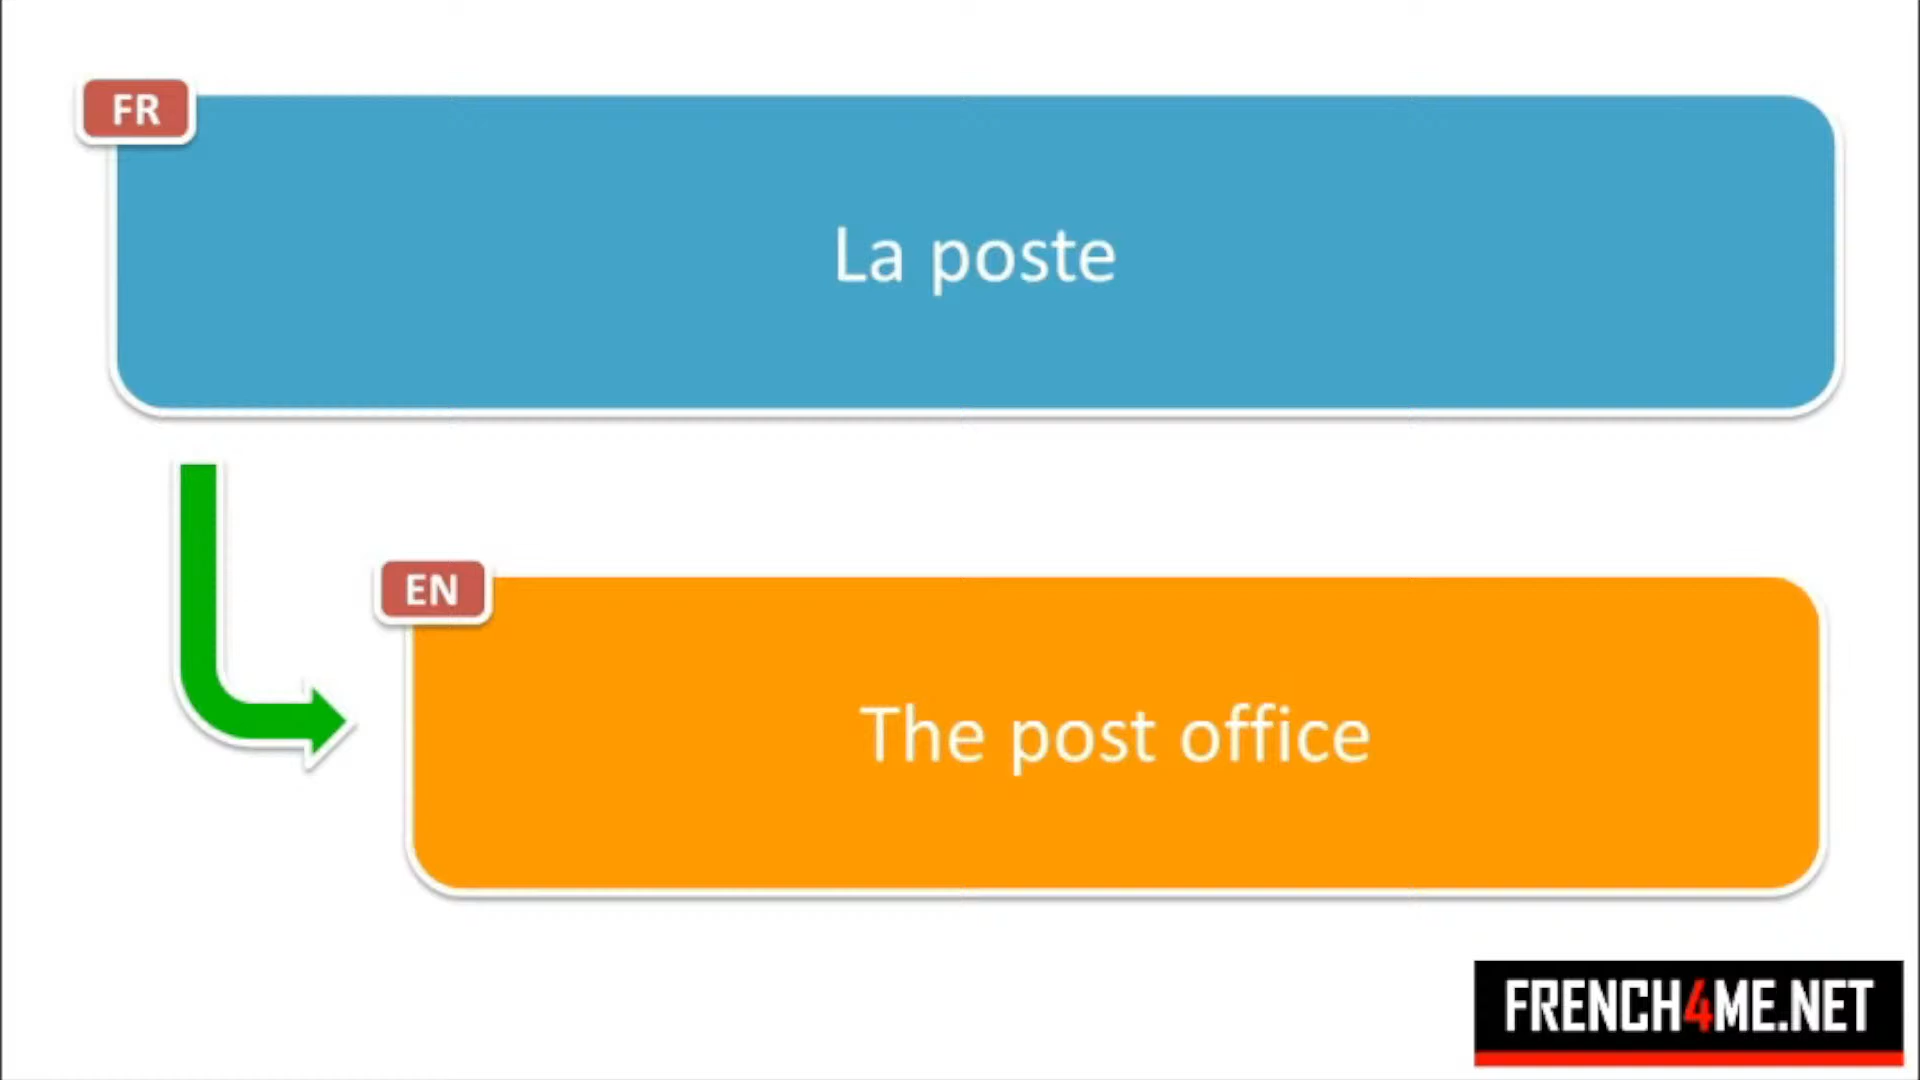 FR
La poste
EN
The post office
FRENCH4ME.NET